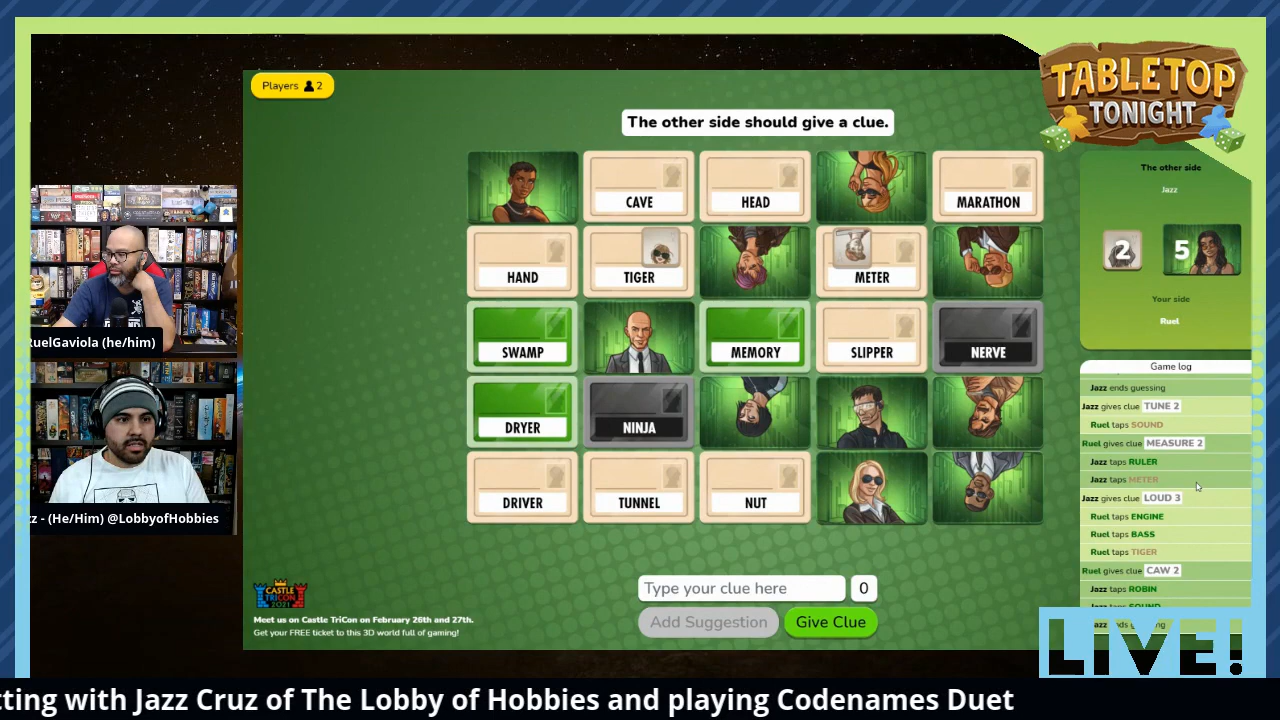 TABLETOP
TONIGHT
Players 2
The other side should give a clue.
CAVE
HEAD
MARATHON
HAND
TIGER
METER
SWAMP
MEMORY
SLIPPER
NERVE
DRYER
NINJA
DRIVER
TUNNEL
NUT
The other side
Jazz
2
5
Your side
Ruel
Game log
Jazz ends guessing
Jazz gives clue TUNE 2
Ruel taps SOUND
Ruel gives clue MEASURE 2
Jazz taps RULER
Jazz taps METER
Jazz gives clue LOUD 3
Ruel taps ENGINE
Ruel taps BASS
Ruel taps TIGER
Ruel gives clue CAW 2
Jazz taps ROBIN
taps SOUND
RuelGaviola (he/him)
zz - (He/Him) @LobbyofHobbies
Type your clue here
0
Add Suggestion
Give Clue
CASTLE
TRICON
2021
Meet us on Castle TriCon on February 26th and 27th.
Get your FREE ticket to this 3D world full of gaming!
LIVE!
tting with Jazz Cruz of The Lobby of Hobbies and playing Codenames Duet